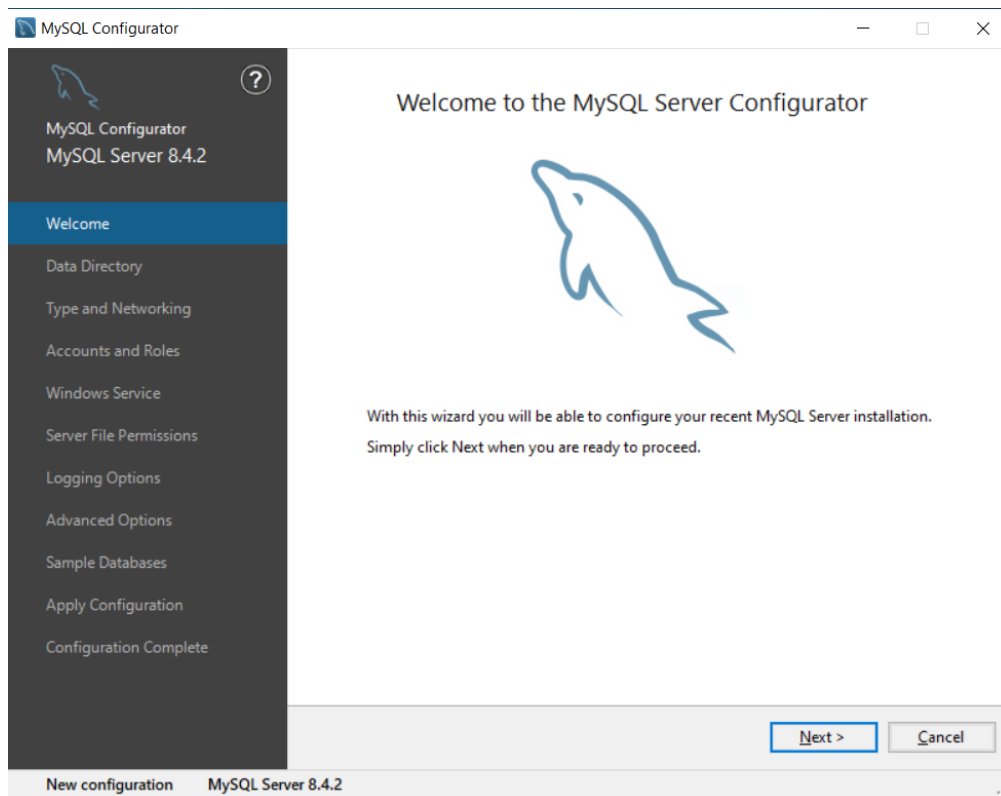 MySQL Configurator
?
MySQL Configurator
MySQL Server 8.4.2
Welcome
Data Directory
Type and Networking
Accounts and Roles
Windows Service
Server File Permissions
Logging Options
Advanced Options
Sample Databases
Apply Configuration
Configuration Complete
Welcome to the MySQL Server Configurator
With this wizard you will be able to configure your recent MySQL Server installation.
Simply click Next when you are ready to proceed.
Next >
Cancel
New configuration MySQL Server 8.4.2